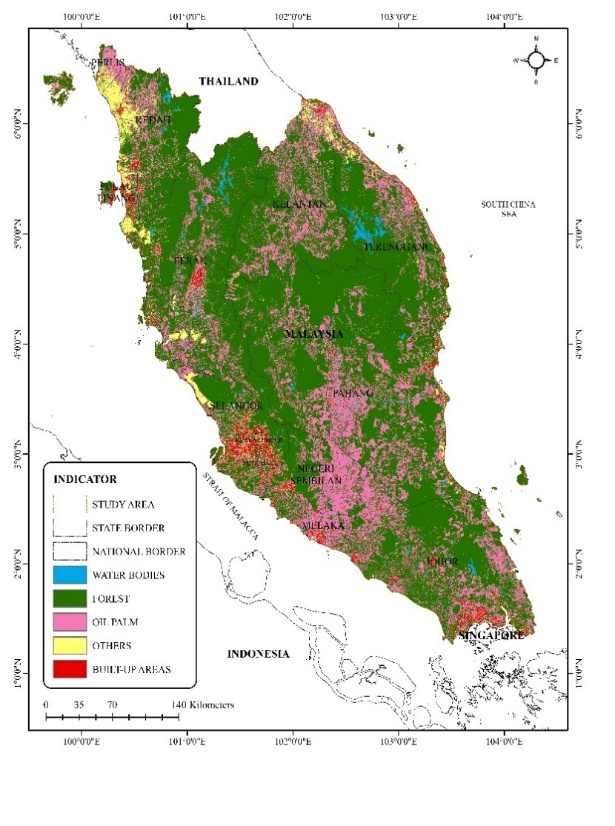 100°0'0"E 101°0'0"E 102°0'0"E 103°0'0"E 104°0'0"E
N
W E
S
PERLIS
THAILAND
KEDAH
6°0'0"N 6°0'0"N
PULAU
PINANG
KELANTAN
SOUTH CHINA
SEA
5°0'0"N 5°0'0"N
TERENGGANU
PERAK
MALAYSIA
4°0'0"N 4°0'0"N
PAHANG
SELANGOR
3°0'0"N 3°0'0"N
NEGERI
SEMBILAN
STRAIT OF MALACCA
MELAKA
JOHOR
2°0'0"N 2°0'0"N
SINGAPORE
INDONESIA
1°0'0"N 1°0'0"N
INDICATOR
STUDY AREA
STATE BORDER
NATIONAL BORDER
WATER BODIES
FOREST
OIL PALM
OTHERS
BUILT-UP AREAS
0 35 70 140 Kilometers
100°0'0"E 101°0'0"E 102°0'0"E 103°0'0"E 104°0'0"E